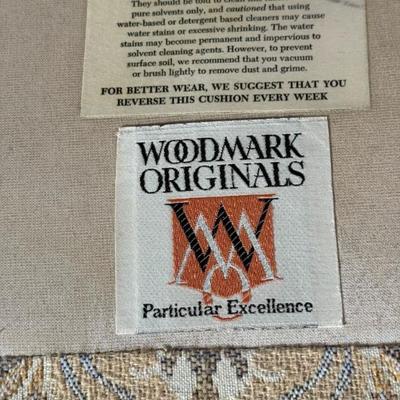 They should be told to clean
pure solvents only, and cautioned that using
water-based or detergent based cleaners may cause
water stains or excessive shrinking. The water
stains may become permanent and impervious to
solvent cleaning agents. However, to prevent
surface soil, we recommend that you vacuum
or brush lightly to remove dust and grime.
FOR BETTER WEAR, WE SUGGEST THAT YOU
REVERSE THIS CUSHION EVERY WEEK
WOODMARK
ORIGINALS
Particular Excellence